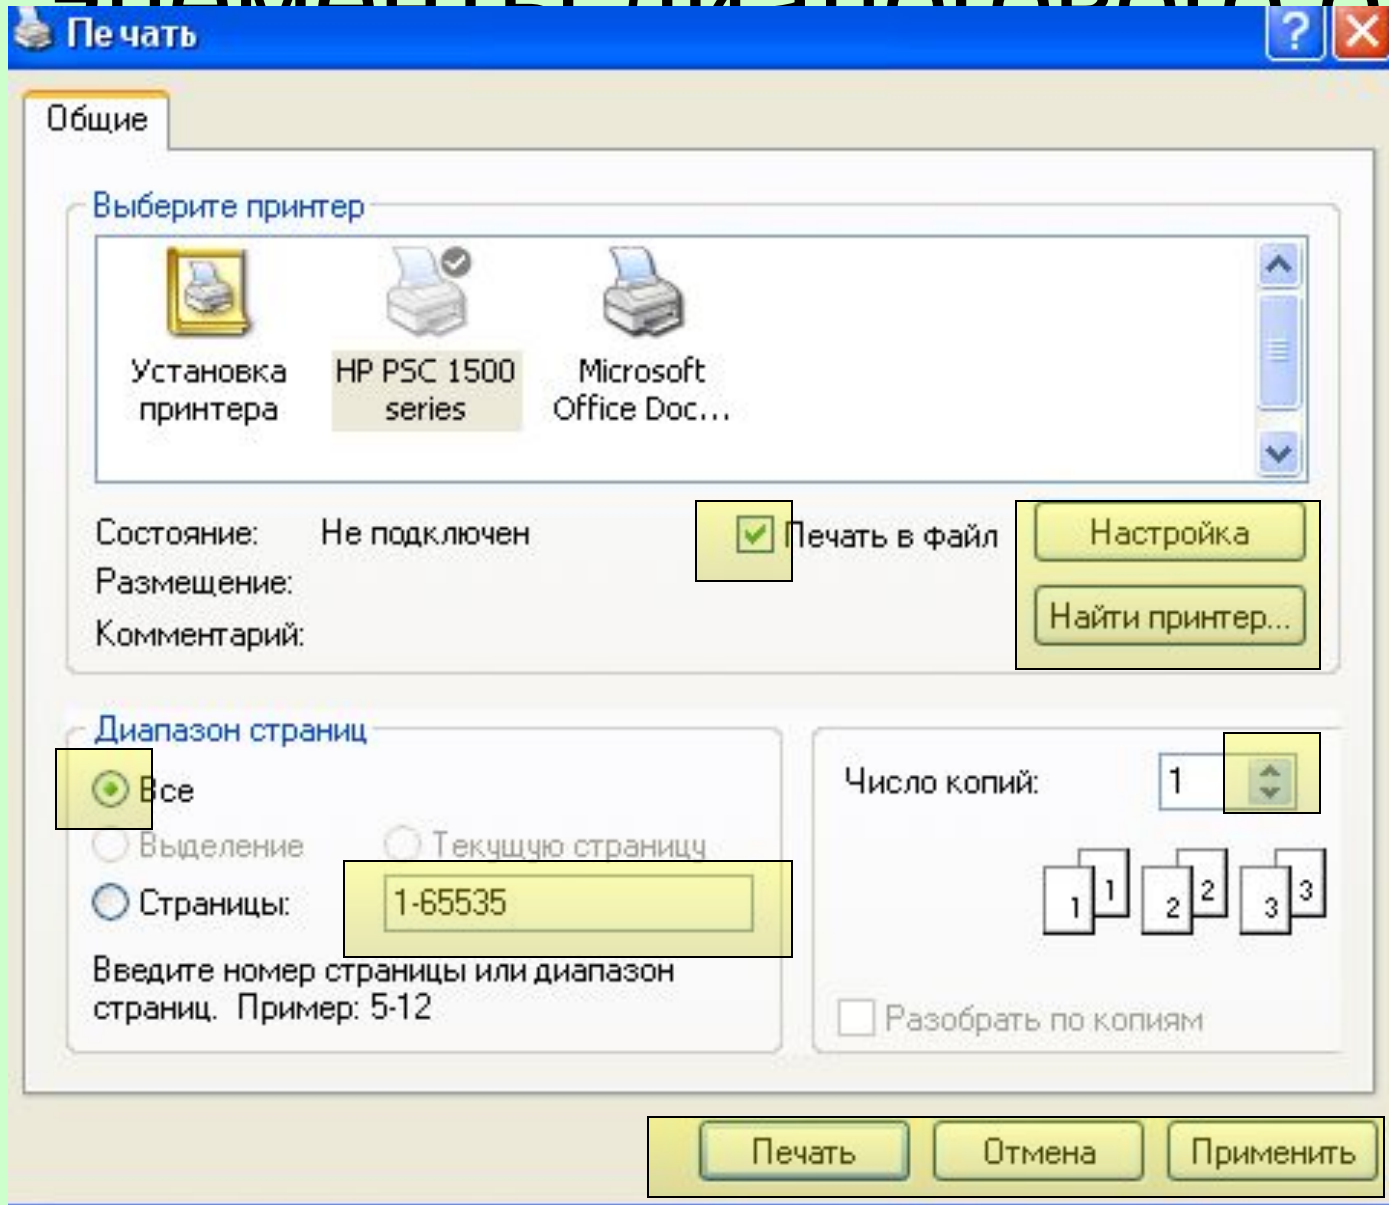 Печать
?
Общие
Выберите принтер
Установка принтера
HP PSC 1500 series
Microsoft Office Doc...
Состояние: Не подключен
Печать в файл
Настройка
Размещение:
Найти принтер...
Комментарий:
Диапазон страниц
Все
Число копий: 1
Выделение
Текущую страницу
Страницы: 1-65535
1 1 2 2 3 3
Введите номер страницы или диапазон
страниц. Пример: 5-12
Разобрать по копиям
Печать
Отмена
Применить